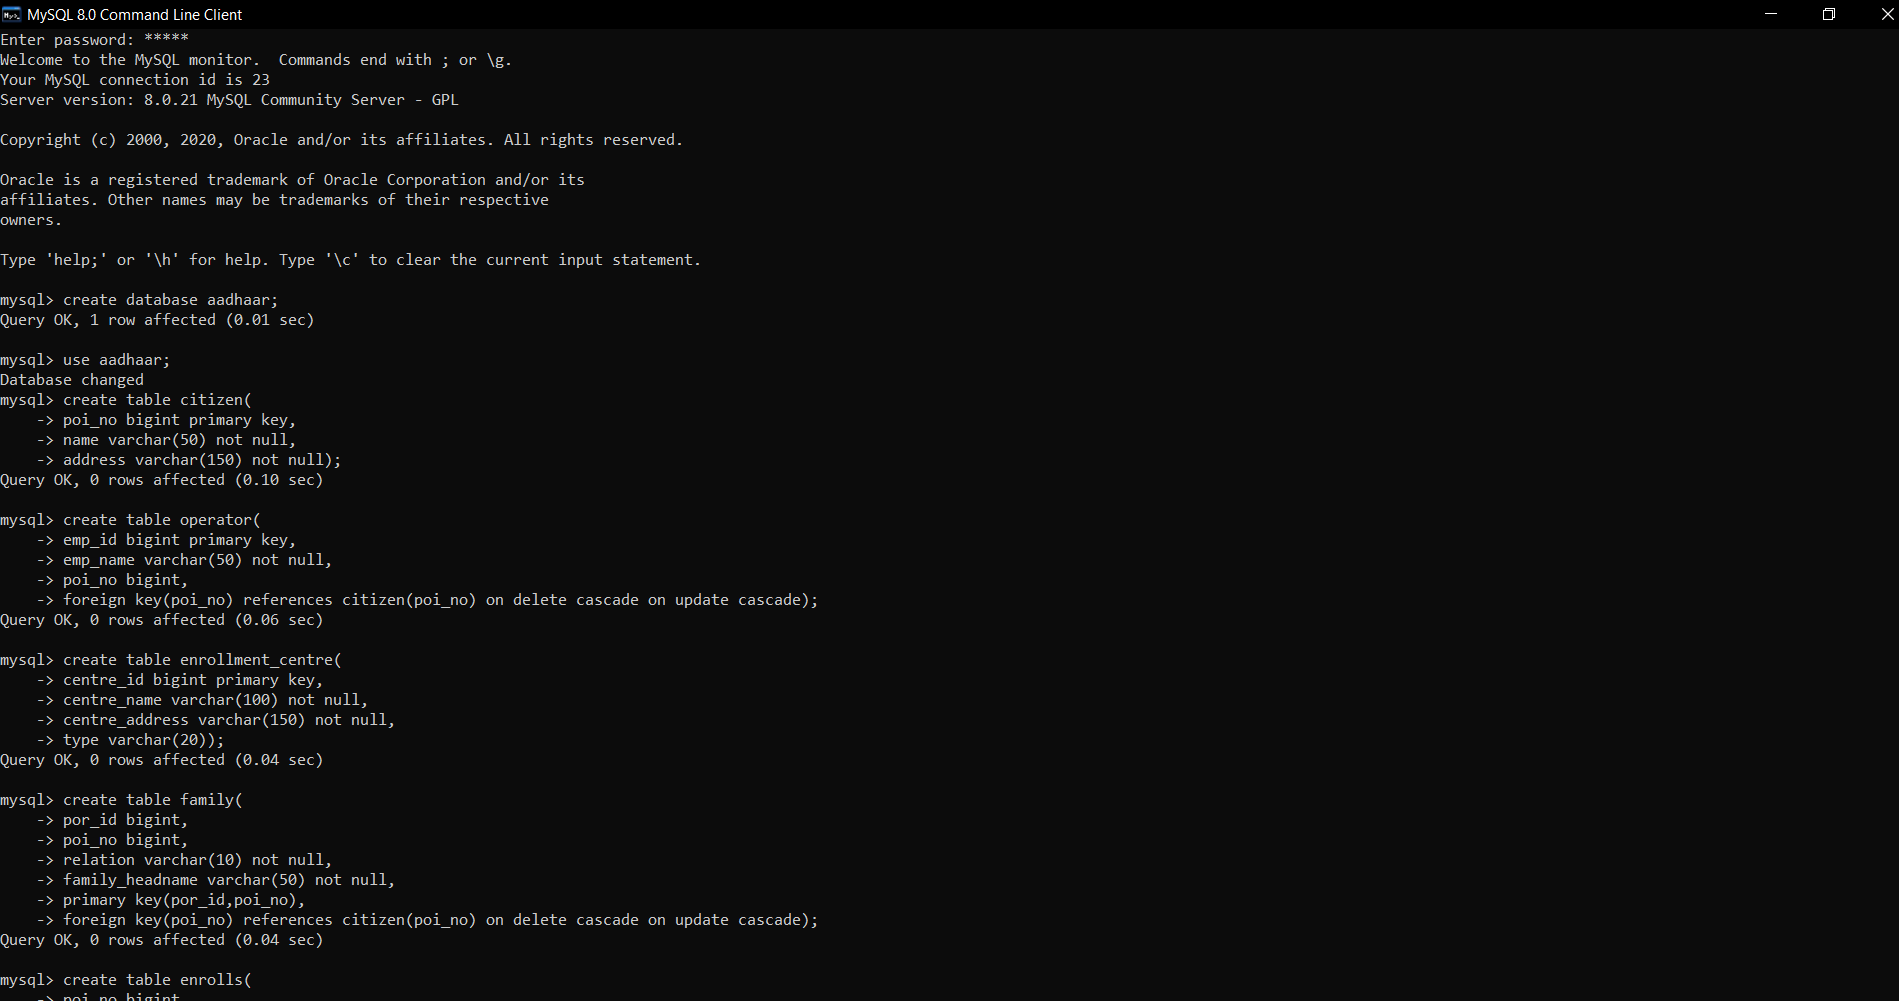 MySQL 8.0 Command Line Client
Enter password: *****
Welcome to the MySQL monitor.  Commands end with ; or \g.
Your MySQL connection id is 23
Server version: 8.0.21 MySQL Community Server - GPL

Copyright (c) 2000, 2020, Oracle and/or its affiliates. All rights reserved.

Oracle is a registered trademark of Oracle Corporation and/or its
affiliates. Other names may be trademarks of their respective
owners.

Type 'help;' or '\h' for help. Type '\c' to clear the current input statement.

mysql> create database aadhaar;
Query OK, 1 row affected (0.01 sec)

mysql> use aadhaar;
Database changed
mysql> create table citizen(
    -> poi_no bigint primary key,
    -> name varchar(50) not null,
    -> address varchar(150) not null);
Query OK, 0 rows affected (0.10 sec)

mysql> create table operator(
    -> emp_id bigint primary key,
    -> emp_name varchar(50) not null,
    -> poi_no bigint,
    -> foreign key(poi_no) references citizen(poi_no) on delete cascade on update cascade);
Query OK, 0 rows affected (0.06 sec)

mysql> create table enrollment_centre(
    -> centre_id bigint primary key,
    -> centre_name varchar(100) not null,
    -> centre_address varchar(150) not null,
    -> type varchar(20));
Query OK, 0 rows affected (0.04 sec)

mysql> create table family(
    -> por_id bigint,
    -> poi_no bigint,
    -> relation varchar(10) not null,
    -> family_headname varchar(50) not null,
    -> primary key(por_id,poi_no),
    -> foreign key(poi_no) references citizen(poi_no) on delete cascade on update cascade);
Query OK, 0 rows affected (0.04 sec)

mysql> create table enrolls(
    -> poi_no bigint